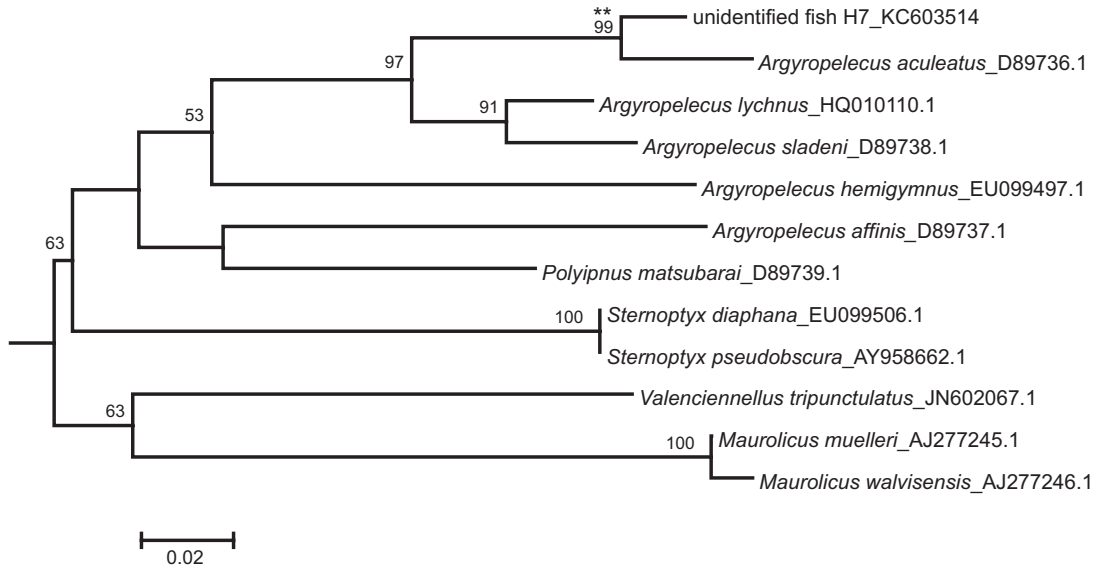 **
99
unidentified fish H7_KC603514
Argyropelecus aculeatus_D89736.1
97
91
Argyropelecus lychnus_HQ010110.1
Argyropelecus sladeni_D89738.1
53
Argyropelecus hemigymnus_EU099497.1
Argyropelecus affinis_D89737.1
63
Polyipnus matsubarai_D89739.1
100
Sternoptyx diaphana_EU099506.1
Sternoptyx pseudobscura_AY958662.1
63
Valenciennellus tripunctulatus_JN602067.1
100
Maurolicus muelleri_AJ277245.1
Maurolicus walvisensis_AJ277246.1
0.02